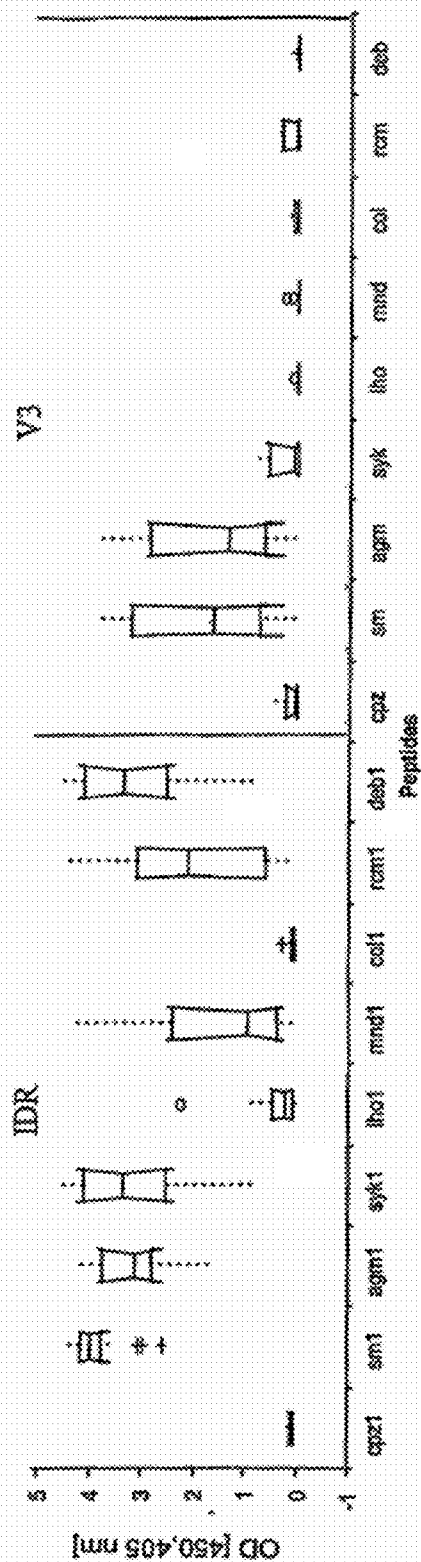 IDR
V3
OD [450,405 nm]
5
4
3
2
1
0
-1
cpz1
sm1
agm1
syk1
lho1
mnd1
col1
rcm1
deb1
cpz
sm
agm
syk
lho
mnd
col
rcm
deb
Peptides